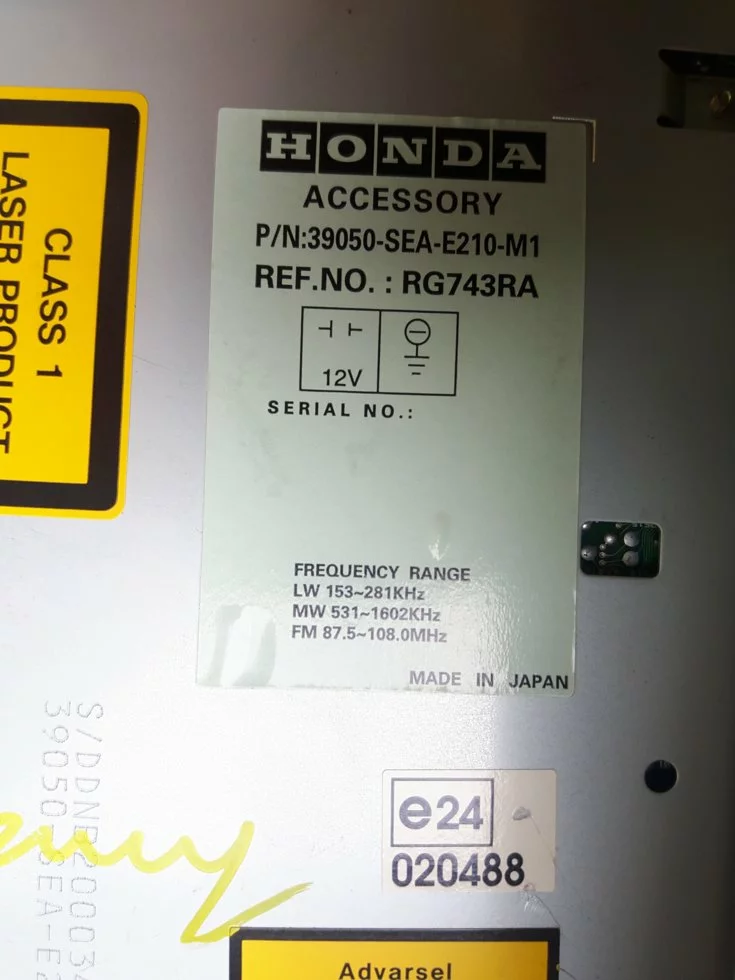 CLASS 1
LASER PRODUCT
HONDA
ACCESSORY
P/N:39050-SEA-E210-M1
REF.NO. : RG743RA
12V
SERIAL NO.:
FREQUENCY RANGE
LW 153~281KHz
MW 531~1602KHz
FM 87.5~108.0MHz
MADE IN JAPAN
e24
020488
Advarsel